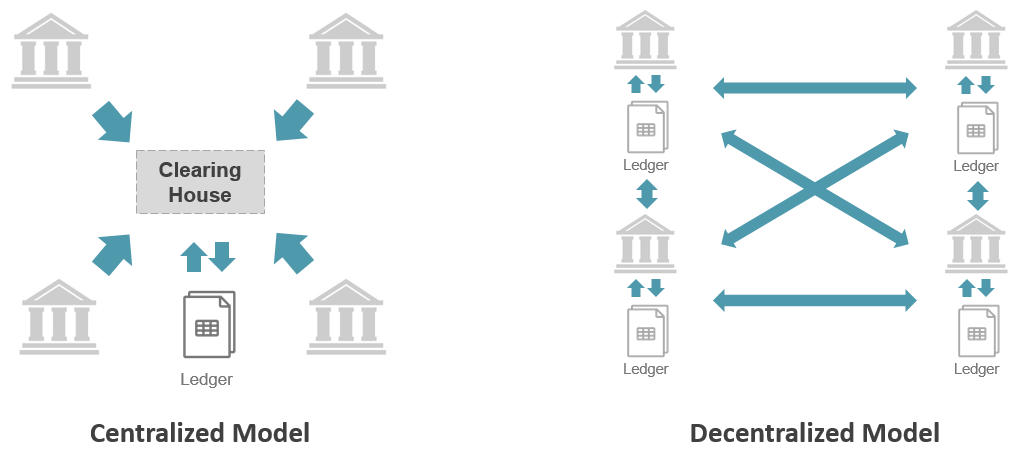 Clearing
House
Ledger
Centralized Model
Ledger
Ledger
Ledger
Ledger
Decentralized Model